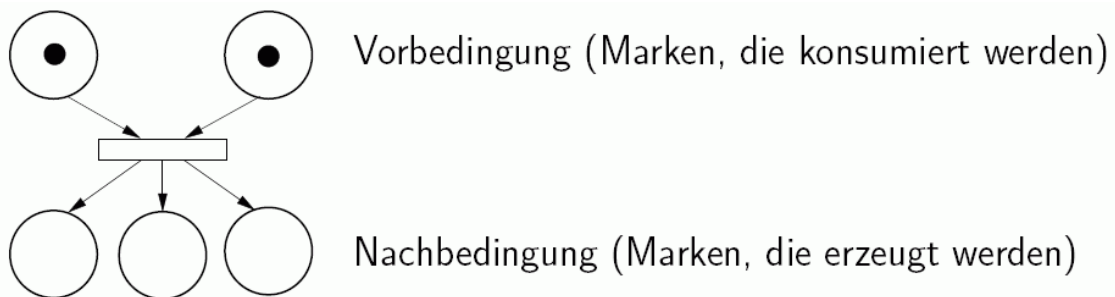 Vorbedingung (Marken, die konsumiert werden)
Nachbedingung (Marken, die erzeugt werden)